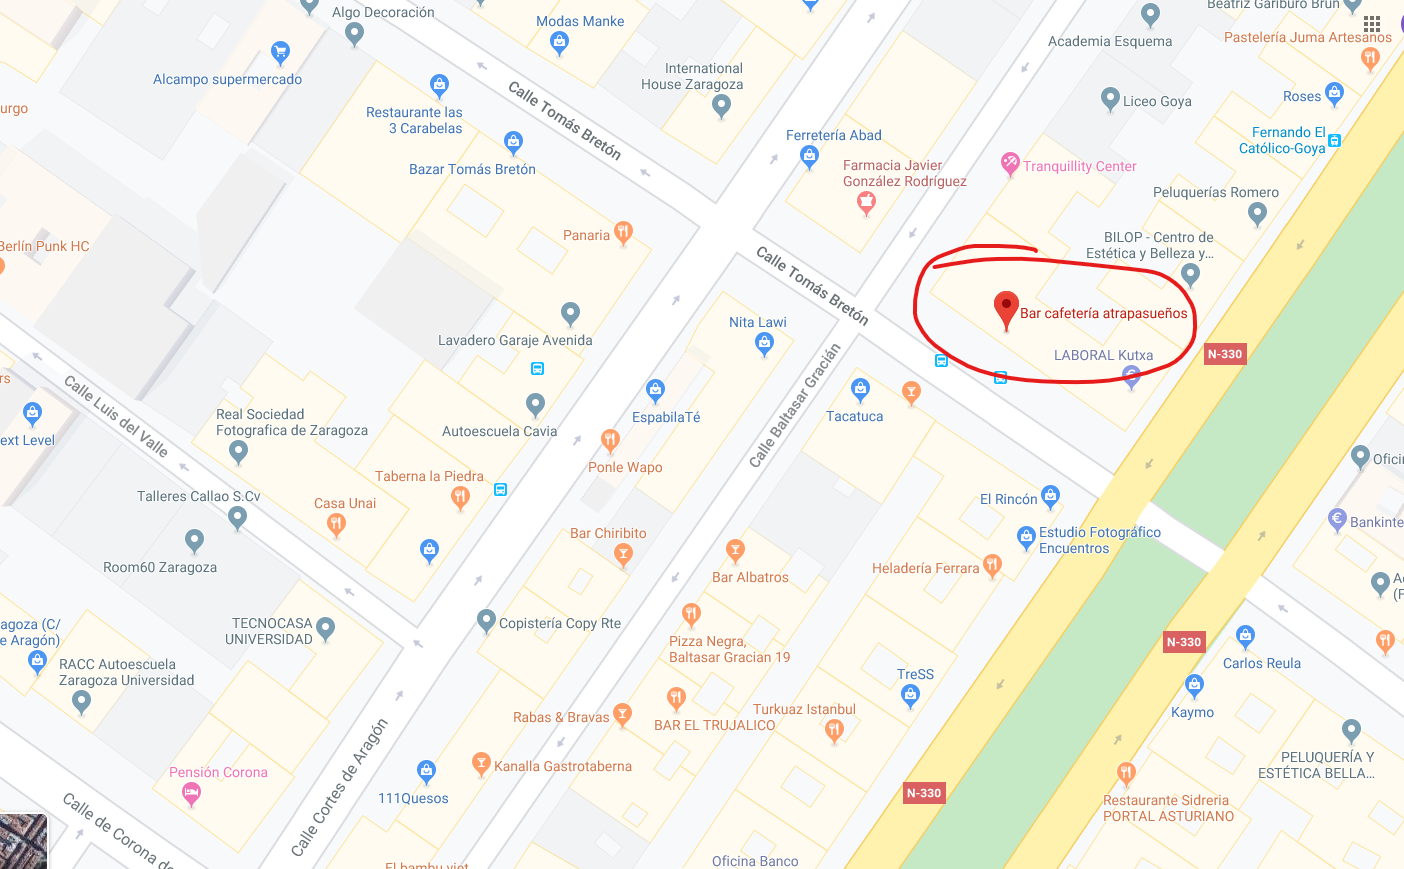 Algo Decoración
Modas Manke
Beatriz Gariburo Brun
Academia Esquema
Pastelería Juma Artesanos
Alcampo supermercado
International
House Zaragoza
Calle Tomás Bretón
Restaurante las
3 Carabelas
Liceo Goya
Roses
urgo
Ferretería Abad
Fernando El
Católico-Goya
Bazar Tomás Bretón
Farmacia Javier
González Rodríguez
Tranquillity Center
Peluquerías Romero
Panaria
Berlín Punk HC
BILOP - Centro de
Estética y Belleza y...
Calle Tomás Bretón
Bar cafetería atrapasueños
Nita Lawi
Lavadero Garaje Avenida
LABORAL Kutxa
N-330
rs
Calle Luis del Valle
Calle Baltasar Gracián
EspabilaTé
Tacatuca
Real Sociedad
Fotografica de Zaragoza
Autoescuela Cavia
ext Level
Ponle Wapo
Oficin
Taberna la Piedra
Talleres Callao S.Cv
Casa Unai
El Rincón
Bankinte
Bar Chiribito
Estudio Fotográfico
Encuentros
Room60 Zaragoza
Bar Albatros
Heladería Ferrara
Ac
(F
agoza (C/
e Aragón)
TECNOCASA
UNIVERSIDAD
Copistería Copy Rte
N-330
Pizza Negra,
Baltasar Gracian 19
RACC Autoescuela
Zaragoza Universidad
Carlos Reula
TreSS
Rabas & Bravas
BAR EL TRUJALICO
Turkuaz Istanbul
Kaymo
Calle Cortes de Aragón
Pensión Corona
Kanalla Gastrotaberna
PELUQUERÍA Y
ESTÉTICA BELLA...
111Quesos
N-330
Calle de Corona de
Restaurante Sidreria
PORTAL ASTURIANO
El bambu viet
Oficina Banco